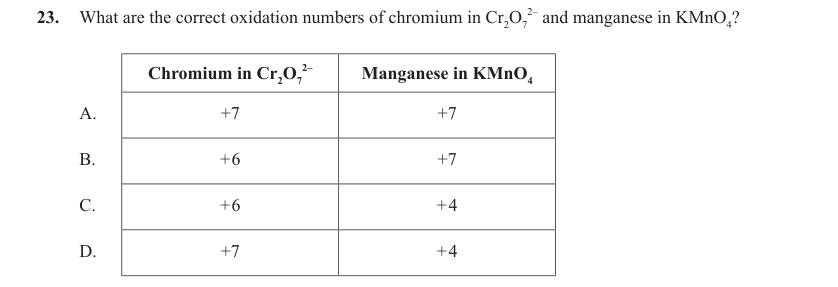 23. What are the correct oxidation numbers of chromium in Cr₂O₇²⁻ and manganese in KMnO₄?
Chromium in Cr₂O₇²⁻ Manganese in KMnO₄
A. +7 +7
B. +6 +7
C. +6 +4
D. +7 +4